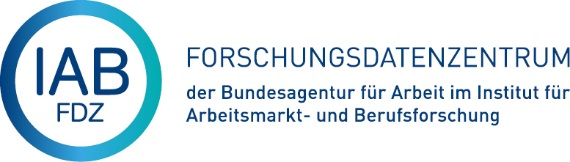 IAB
FDZ
FORSCHUNGSDATENZENTRUM
der Bundesagentur für Arbeit im Institut für
Arbeitsmarkt- und Berufsforschung